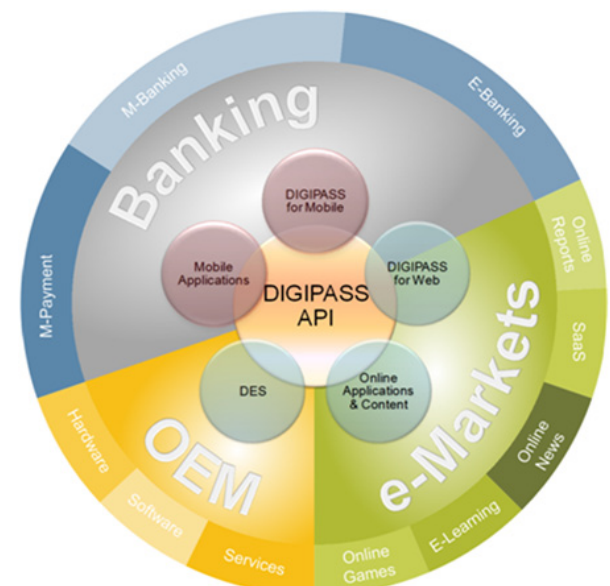 M-Banking
E-Banking
Banking
DIGIPASS
for Mobile
Mobile
Applications
DIGIPASS
for Web
DIGIPASS
API
M-Payment
Online
Reports
SaaS
DES
Online
Applications
& Content
OEM
e-Markets
Hardware
Software
Services
Online
Games
E-Learning
Online
News